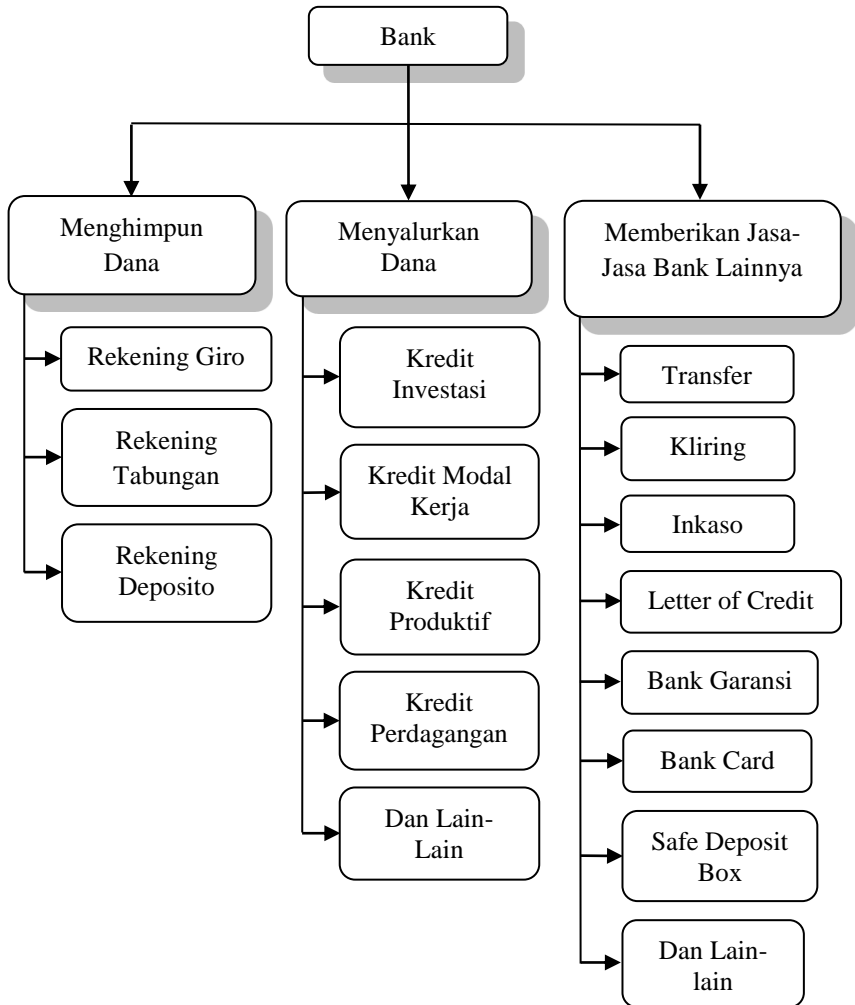 Bank
Menghimpun
Dana
Rekening Giro
Rekening
Tabungan
Rekening
Deposito
Menyalurkan
Dana
Kredit
Investasi
Kredit Modal
Kerja
Kredit
Produktif
Kredit
Perdagangan
Dan Lain-
Lain
Memberikan Jasa-
Jasa Bank Lainnya
Transfer
Kliring
Inkaso
Letter of Credit
Bank Garansi
Bank Card
Safe Deposit
Box
Dan Lain-
lain